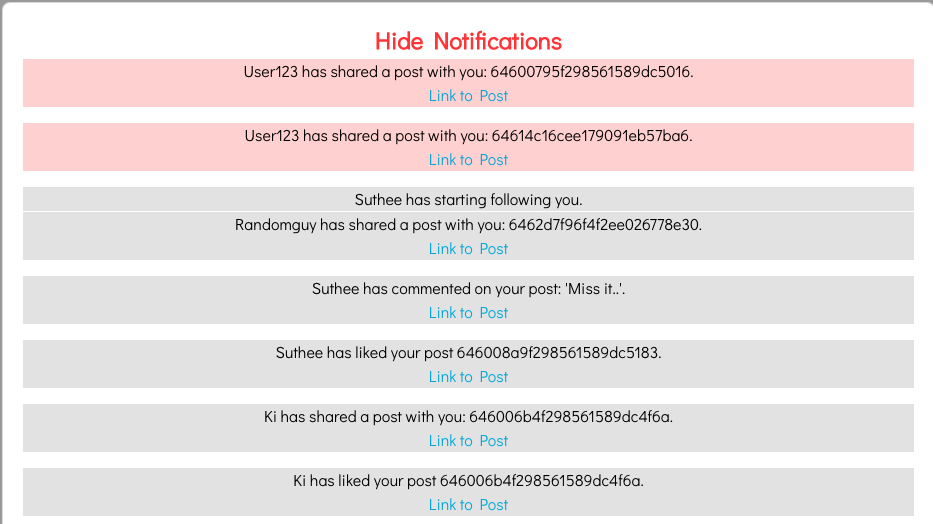 Hide Notifications
User123 has shared a post with you: 64600795f298561589dc5016.
Link to Post
User123 has shared a post with you: 64614c16cee179091eb57ba6.
Link to Post
Suthee has starting following you.
Randomguy has shared a post with you: 6462d7f96f4f2ee026778e30.
Link to Post
Suthee has commented on your post: 'Miss it..'.
Link to Post
Suthee has liked your post 646008a9f298561589dc5183.
Link to Post
Ki has shared a post with you: 646006b4f298561589dc4f6a.
Link to Post
Ki has liked your post 646006b4f298561589dc4f6a.
Link to Post